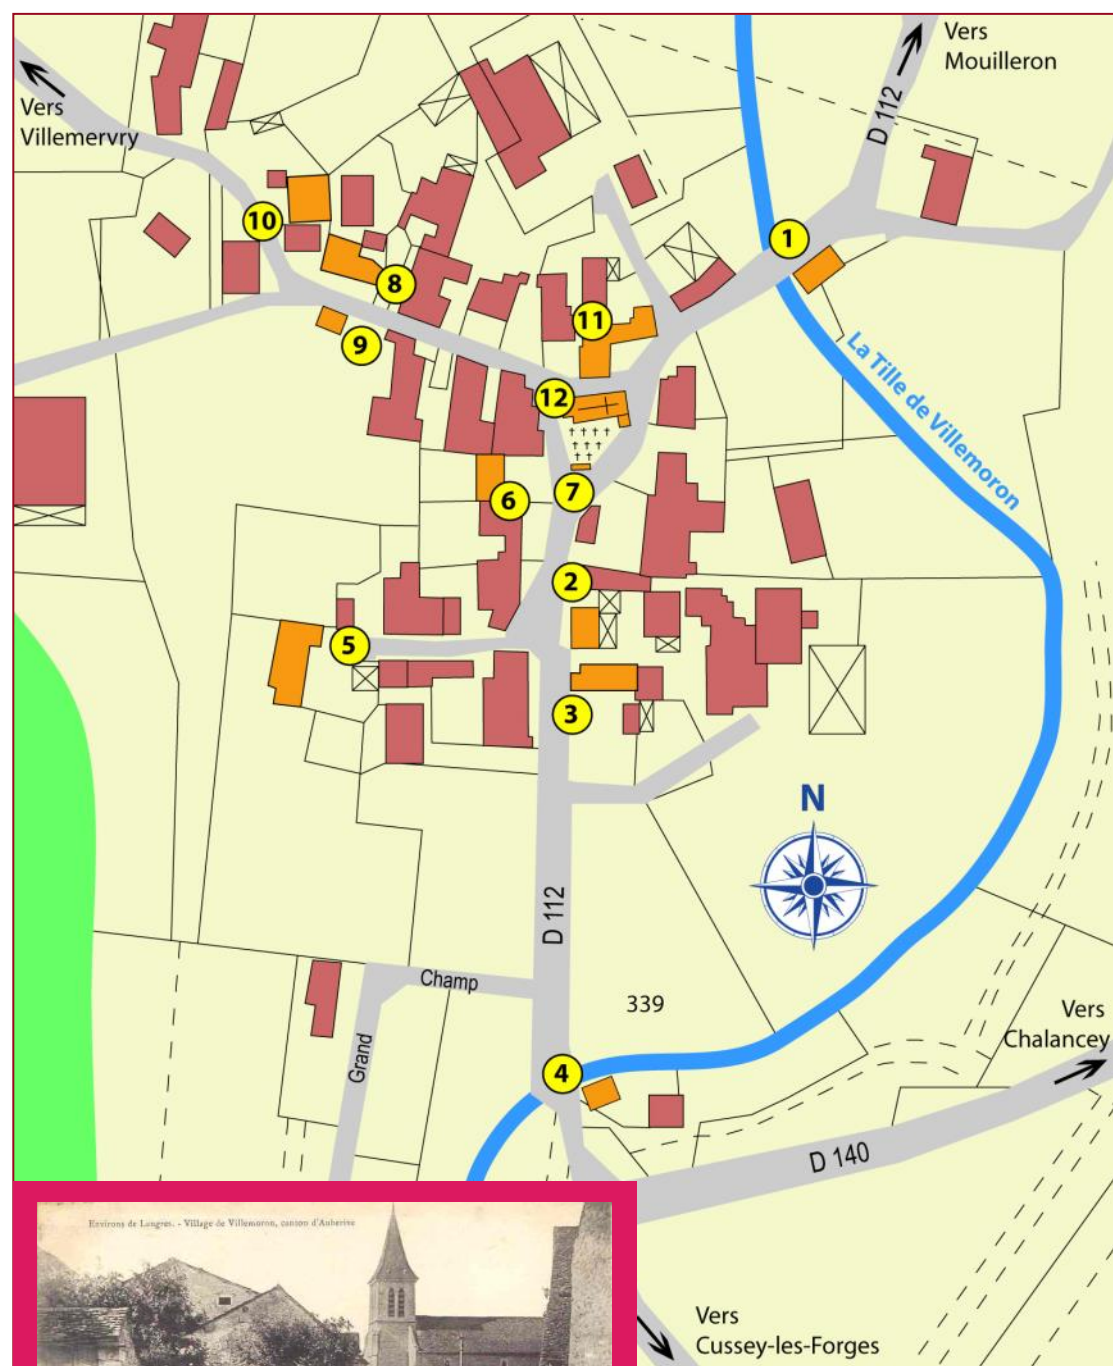 Vers
Mouilleron
Vers
Villemervry
D 112
10
1
8
11
9
La Tille de Villemoron
12
6
7
2
5
3
N
D 112
Champ
339
Vers
Chalancey
Grand
4
D 140
Environs de Langres. - Village de Villemoron, canton d'Auberive
Vers
Cussey-les-Forges